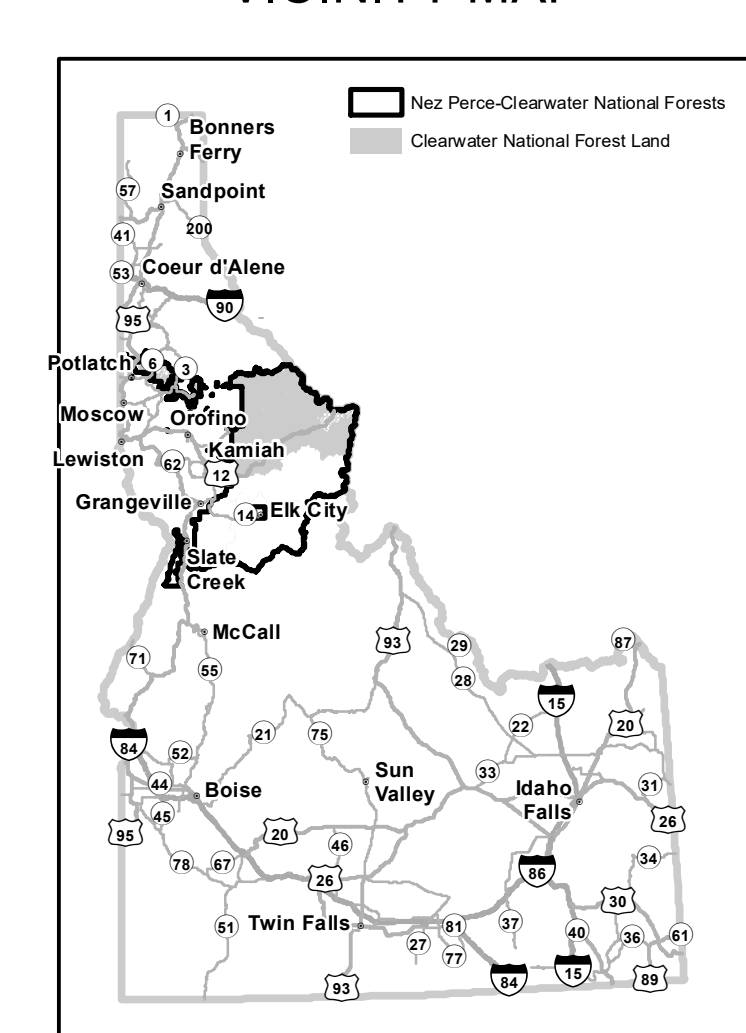 VICINITY MAP
Nez Perce-Clearwater National Forests
Clearwater National Forest Land
1
Bonners
Ferry
57
Sandpoint
200
41
53
Coeur d'Alene
90
95
Potlatch
6
3
Moscow
Orofino
Kamiah
Lewiston
62
12
Grangeville
14
Elk City
Slate
Creek
McCall
93
29
87
71
55
28
15
22
20
84
52
21
75
33
Sun
Valley
Idaho
Falls
31
44
Boise
45
26
95
20
46
34
78
67
26
86
30
51
Twin Falls
81
37
40
36
61
27
77
93
84
15
89